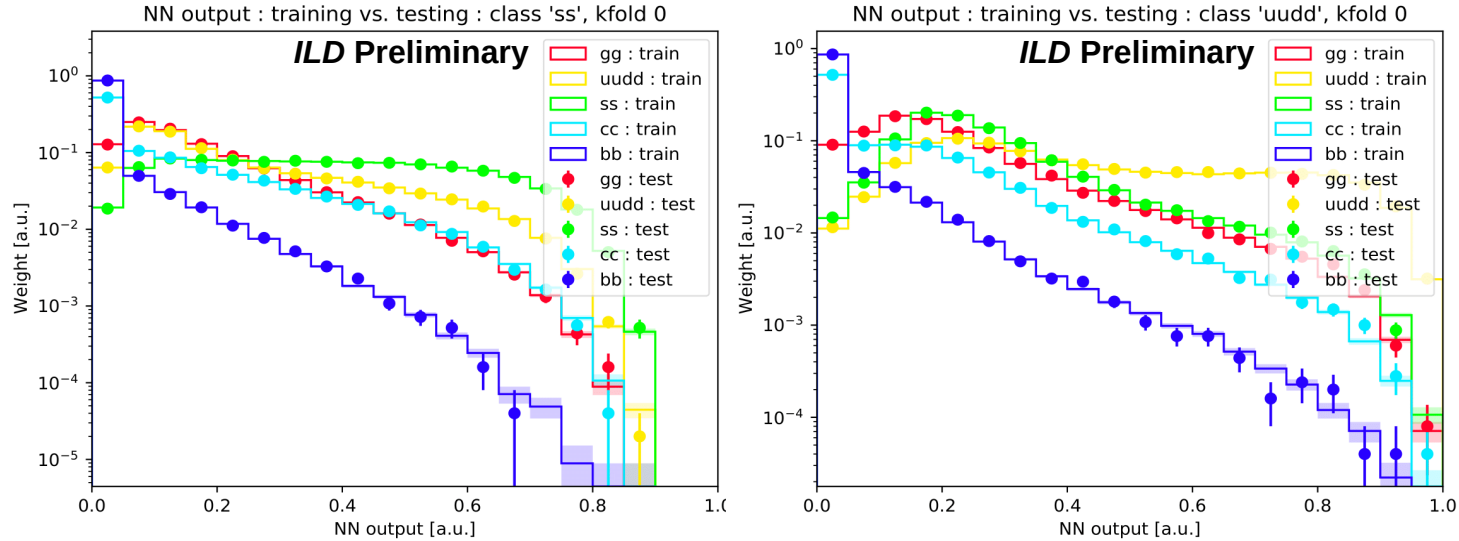 NN output : training vs. testing : class 'ss', kfold 0
ILD Preliminary
gg : train
uudd : train
ss : train
cc : train
bb : train
gg : test
uudd : test
ss : test
cc : test
bb : test
Weight [a.u.]
10⁰
10⁻¹
10⁻²
10⁻³
10⁻⁴
10⁻⁵
0.0 0.2 0.4 0.6 0.8 1.0
NN output [a.u.]
NN output : training vs. testing : class 'uudd', kfold 0
ILD Preliminary
gg : train
uudd : train
ss : train
cc : train
bb : train
gg : test
uudd : test
ss : test
cc : test
bb : test
Weight [a.u.]
10⁰
10⁻¹
10⁻²
10⁻³
10⁻⁴
0.0 0.2 0.4 0.6 0.8 1.0
NN output [a.u.]